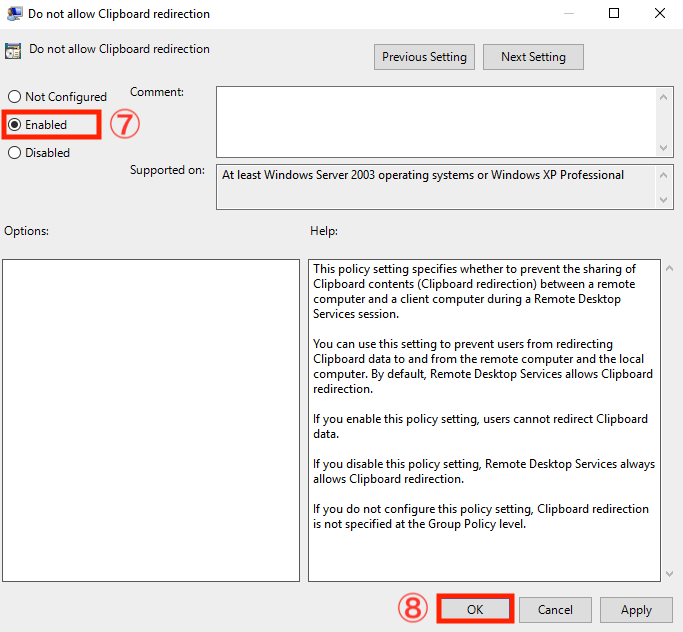 Do not allow Clipboard redirection
Do not allow Clipboard redirection
Previous Setting
Next Setting
Not Configured
Comment:
Enabled
⑦
Disabled
Supported on:
At least Windows Server 2003 operating systems or Windows XP Professional
Options:
Help:
This policy setting specifies whether to prevent the sharing of
Clipboard contents (Clipboard redirection) between a remote
computer and a client computer during a Remote Desktop
Services session.
You can use this setting to prevent users from redirecting
Clipboard data to and from the remote computer and the local
computer. By default, Remote Desktop Services allows Clipboard
redirection.
If you enable this policy setting, users cannot redirect Clipboard
data.
If you disable this policy setting, Remote Desktop Services always
allows Clipboard redirection.
If you do not configure this policy setting, Clipboard redirection
is not specified at the Group Policy level.
⑧
OK
Cancel
Apply